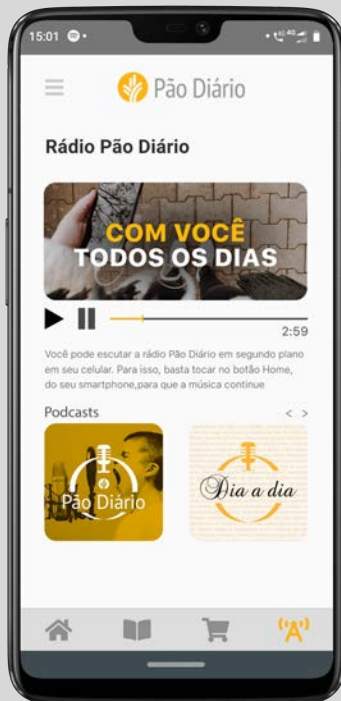 15:01
4G
Pão Diário
Rádio Pão Diário
COM VOCÊ
TODOS OS DIAS
2:59
Você pode escutar a rádio Pão Diário em segundo plano
em seu celular. Para isso, basta tocar no botão Home,
do seu smartphone,para que a música continue
Podcasts
< >
Pão Diário
Dia a dia